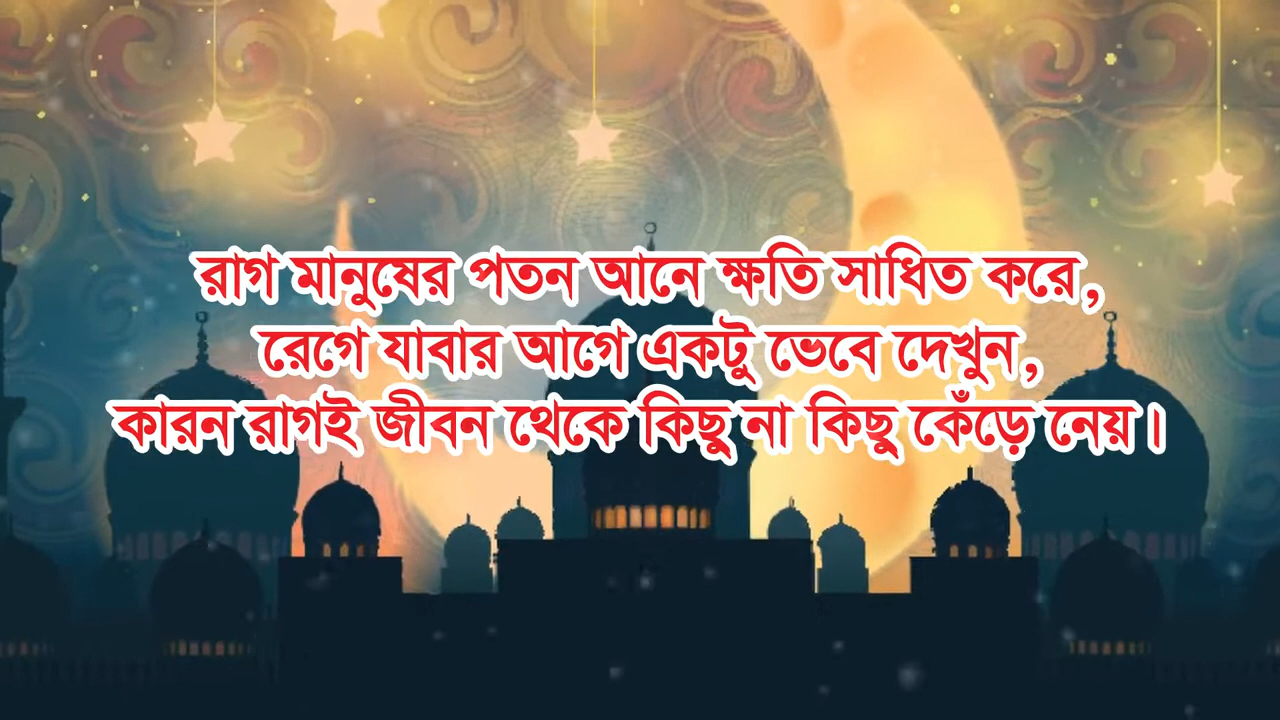 রাগ মানুষের পতন আনে ক্ষতি সাধিত করে,
রেগে যাবার আগে একটু ভেবে দেখুন,
কারন রাগই জীবন থেকে কিছু না কিছু কেঁড়ে নেয়।